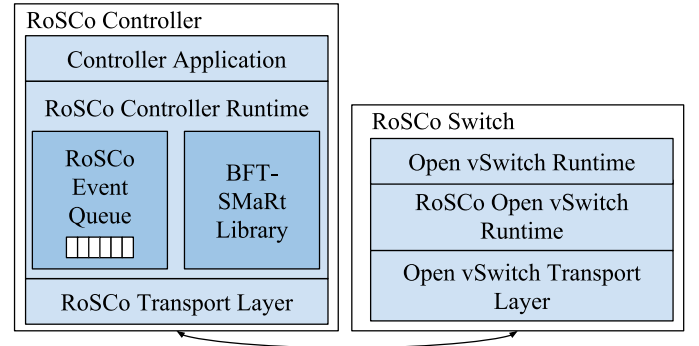 RoSCo Controller
Controller Application
RoSCo Controller Runtime
RoSCo
Event
Queue
BFT-
SMaRt
Library
RoSCo Transport Layer
RoSCo Switch
Open vSwitch Runtime
RoSCo Open vSwitch
Runtime
Open vSwitch Transport
Layer